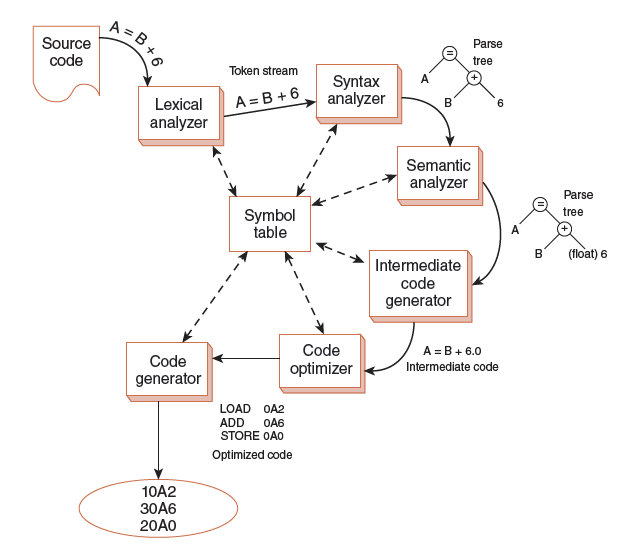 Source
code
A = B + 6
Lexical
analyzer
Token stream
A = B + 6
Syntax
analyzer
Parse
tree
=
A
+
B
6
Semantic
analyzer
Parse
tree
=
A
+
B
(float) 6
Symbol
table
Intermediate
code
generator
A = B + 6.0
Intermediate code
Code
optimizer
Code
generator
LOAD 0A2
ADD 0A6
STORE 0A0
Optimized code
10A2
30A6
20A0